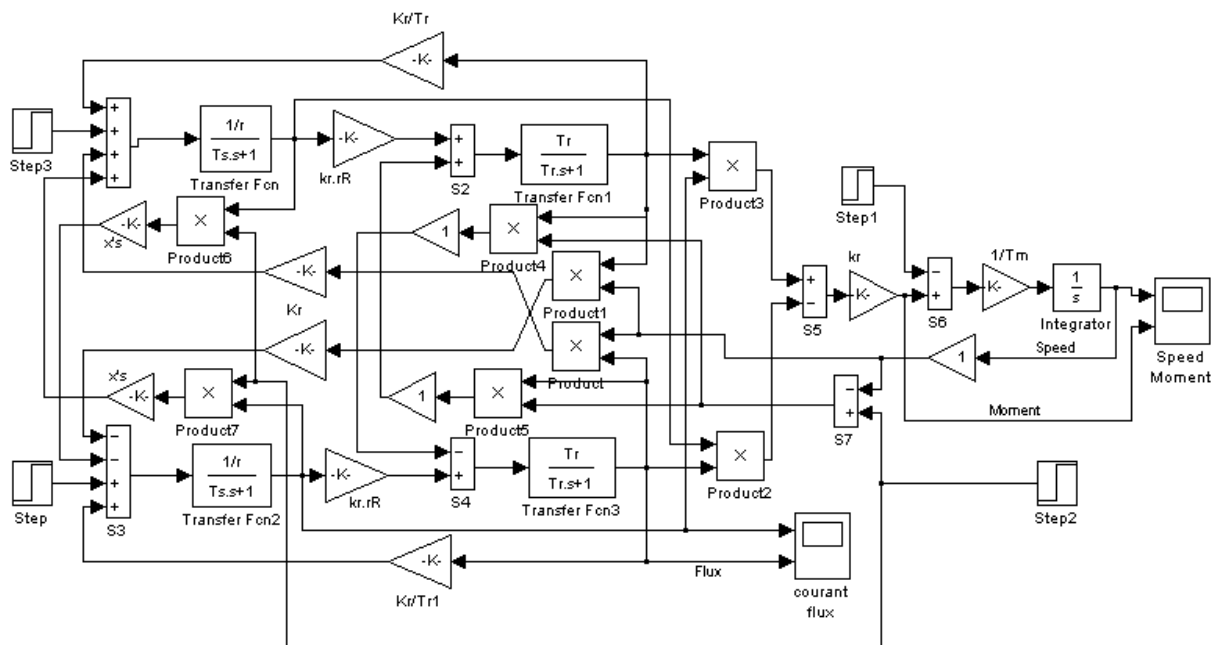 Kr/Tr
-K-
+
+
+
+
Step3
1/r
Ts.s+1
Transfer Fcn
-K-
kr.rR
+
+
S2
Tr
Tr.s+1
Transfer Fcn1
×
Product3
Step1
-K-
x's
×
Product6
1
×
Product4
-K-
Kr
×
Product1
-K-
×
Product
+
−
S5
kr
K-
−
+
S6
1/Tm
K-
1
s
Integrator
Speed
Moment
1
Speed
Moment
−
+
S7
-K-
x's
×
Product7
1
×
Product5
−
−
+
+
S3
Step
1/r
Ts.s+1
Transfer Fcn2
-K-
kr.rR
−
+
S4
Tr
Tr.s+1
Transfer Fcn3
×
Product2
Step2
-K-
Kr/Tr1
Flux
courant
flux